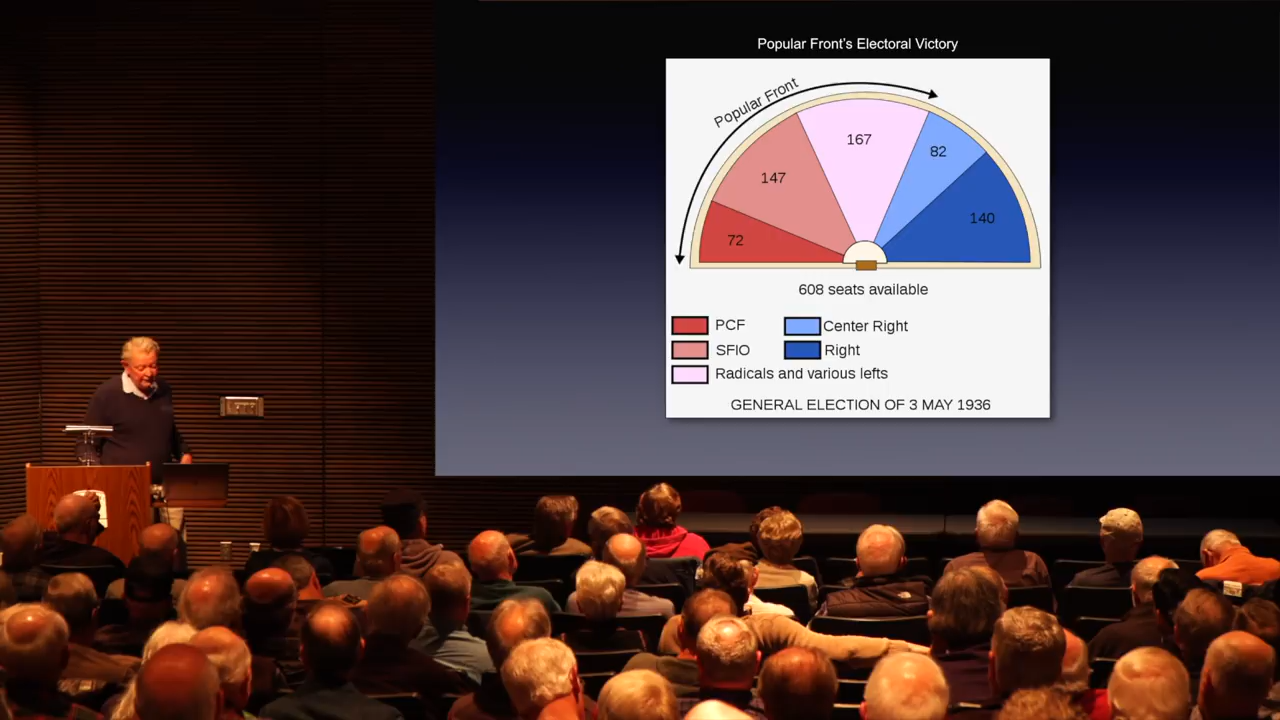 Popular Front's Electoral Victory
Popular Front
167
82
147
140
72
608 seats available
PCF
Center Right
SFIO
Right
Radicals and various lefts
GENERAL ELECTION OF 3 MAY 1936